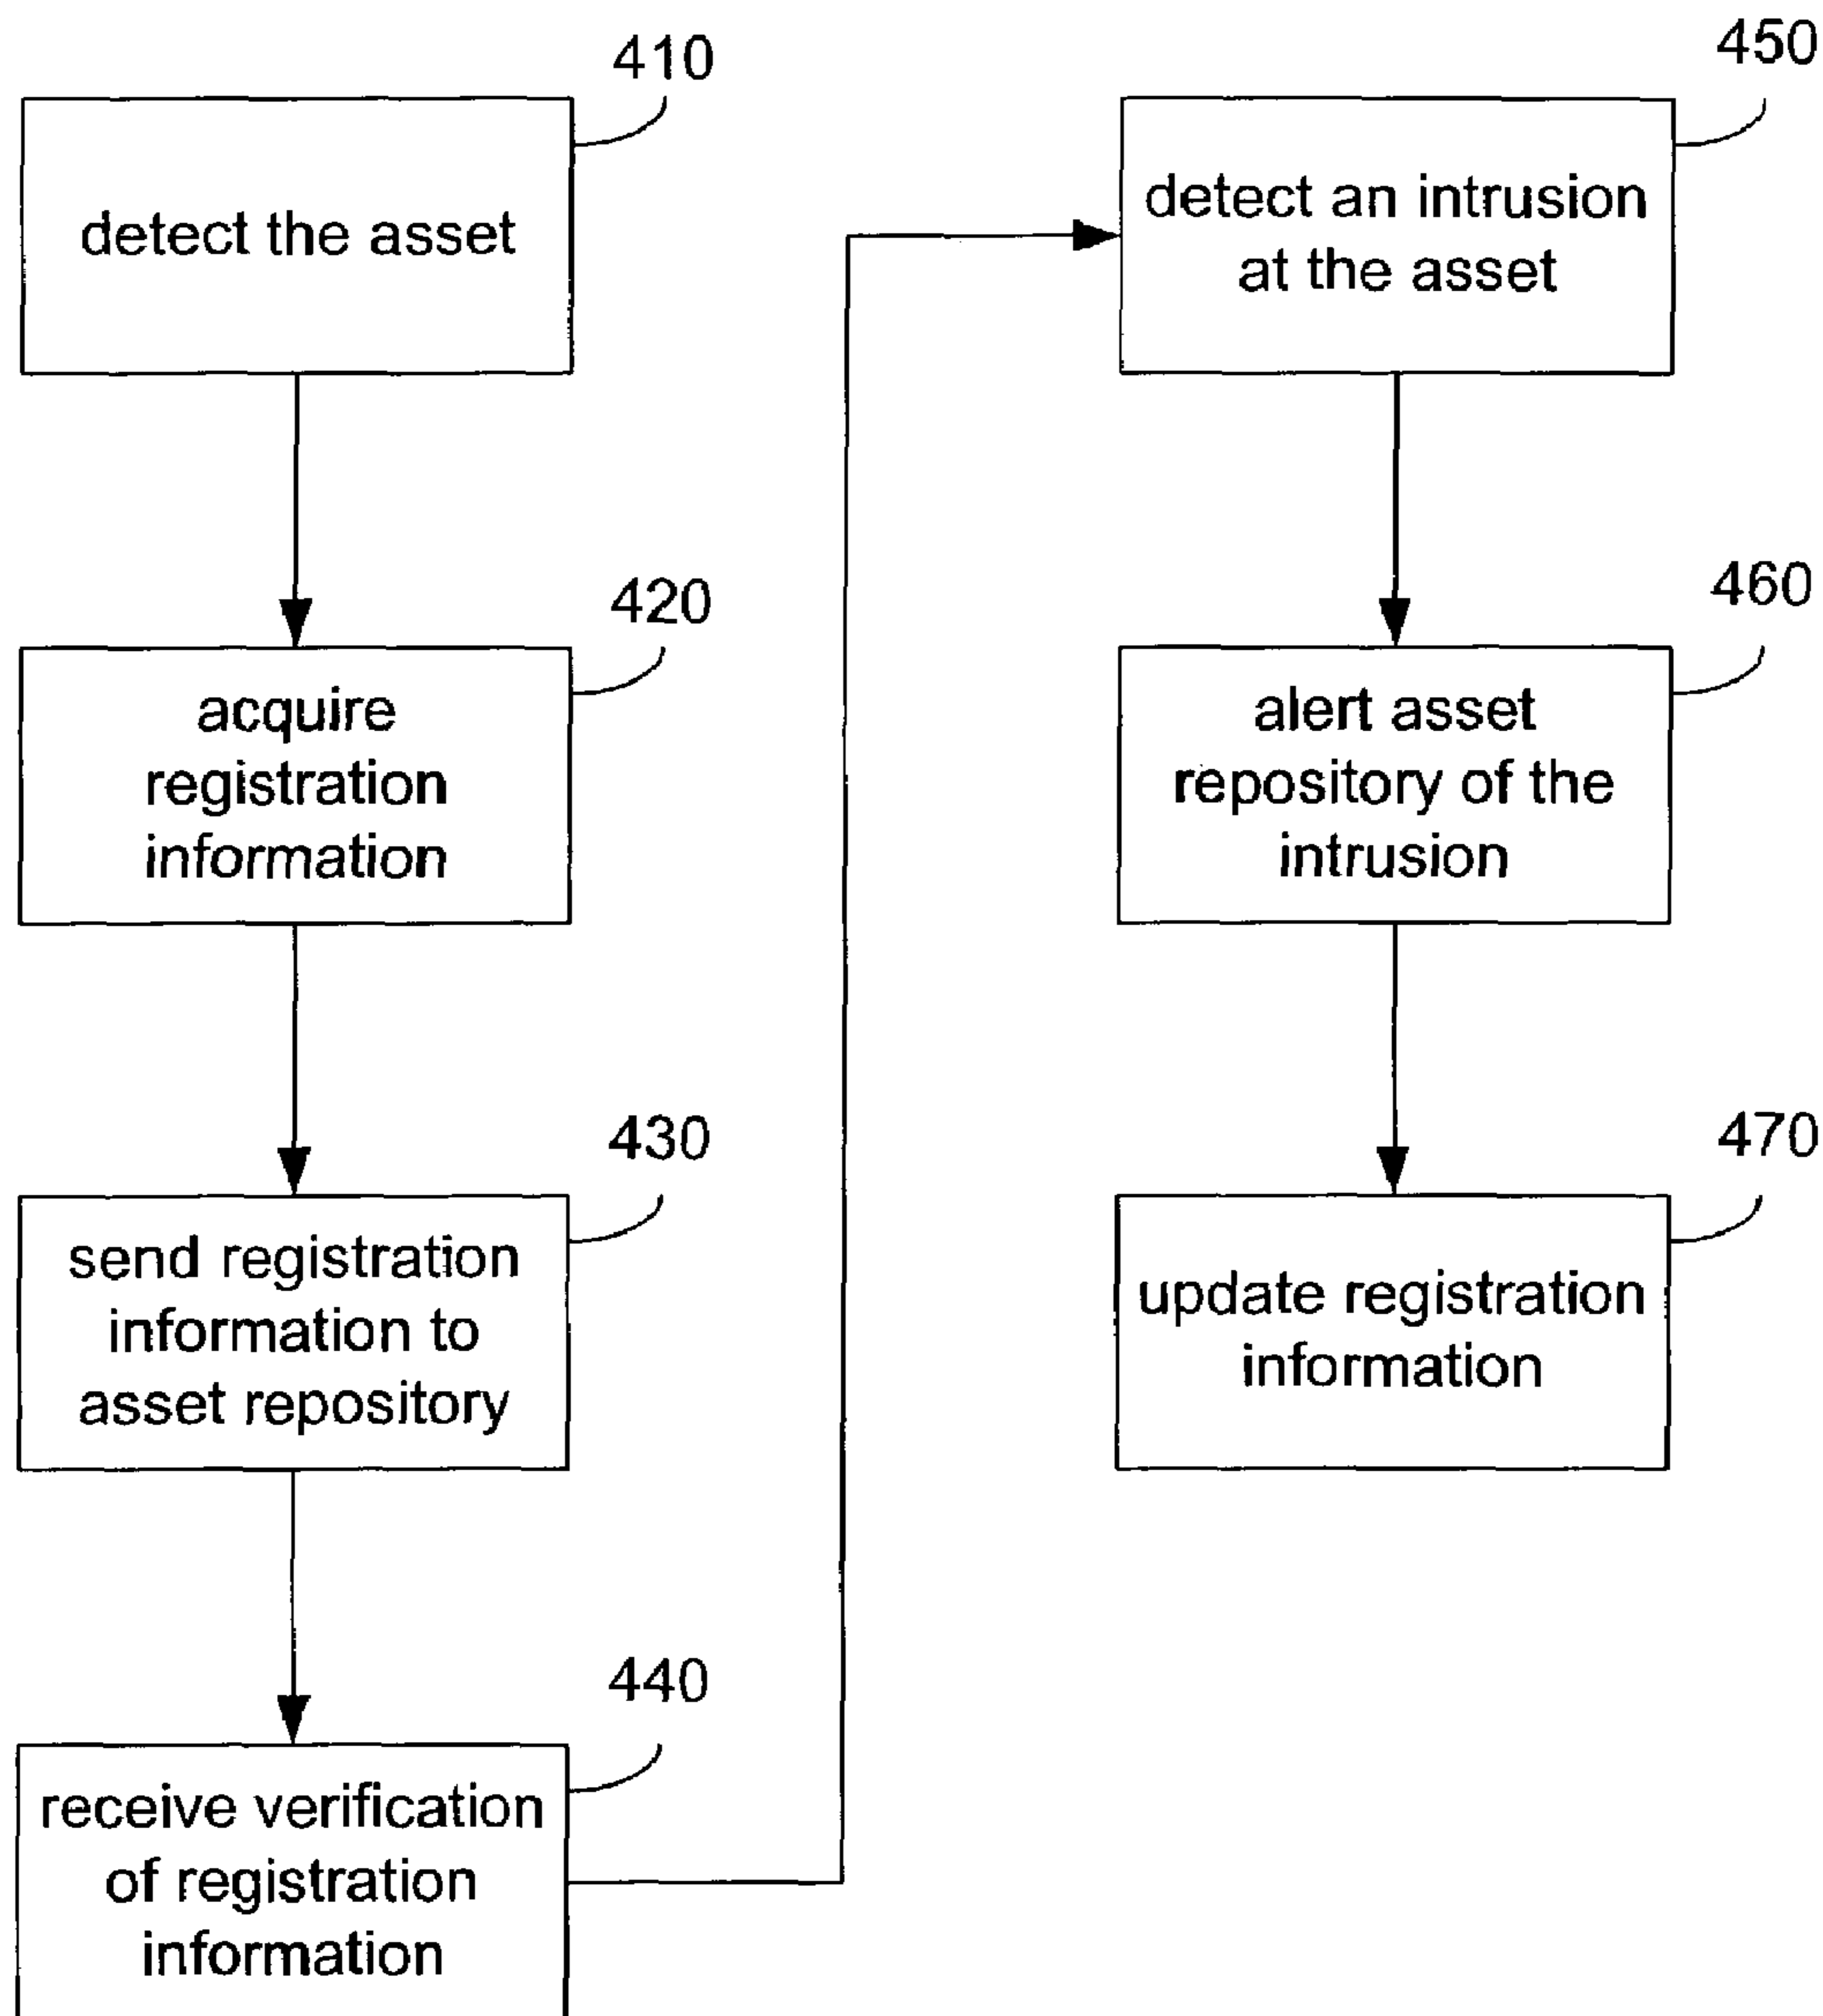 410
detect the asset
420
acquire
registration
information
430
send registration
information to
asset repository
440
receive verification
of registration
information
450
detect an intrusion
at the asset
460
alert asset
repository of the
intrusion
470
update registration
information